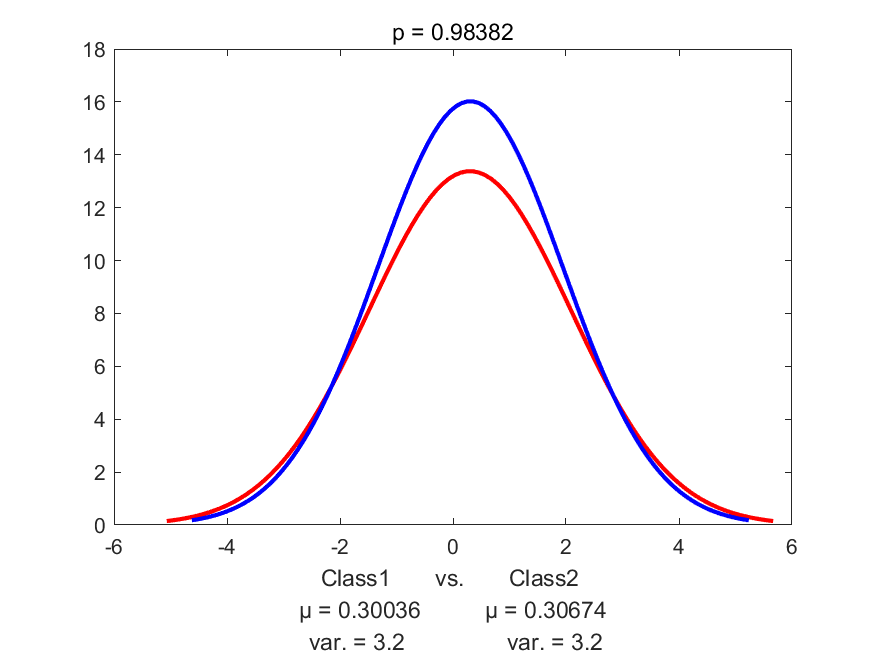 p = 0.98382
18
16
14
12
10
8
6
4
2
0
-6 -4 -2 0 2 4 6
Class1 vs. Class2
μ = 0.30036 μ = 0.30674
var. = 3.2 var. = 3.2